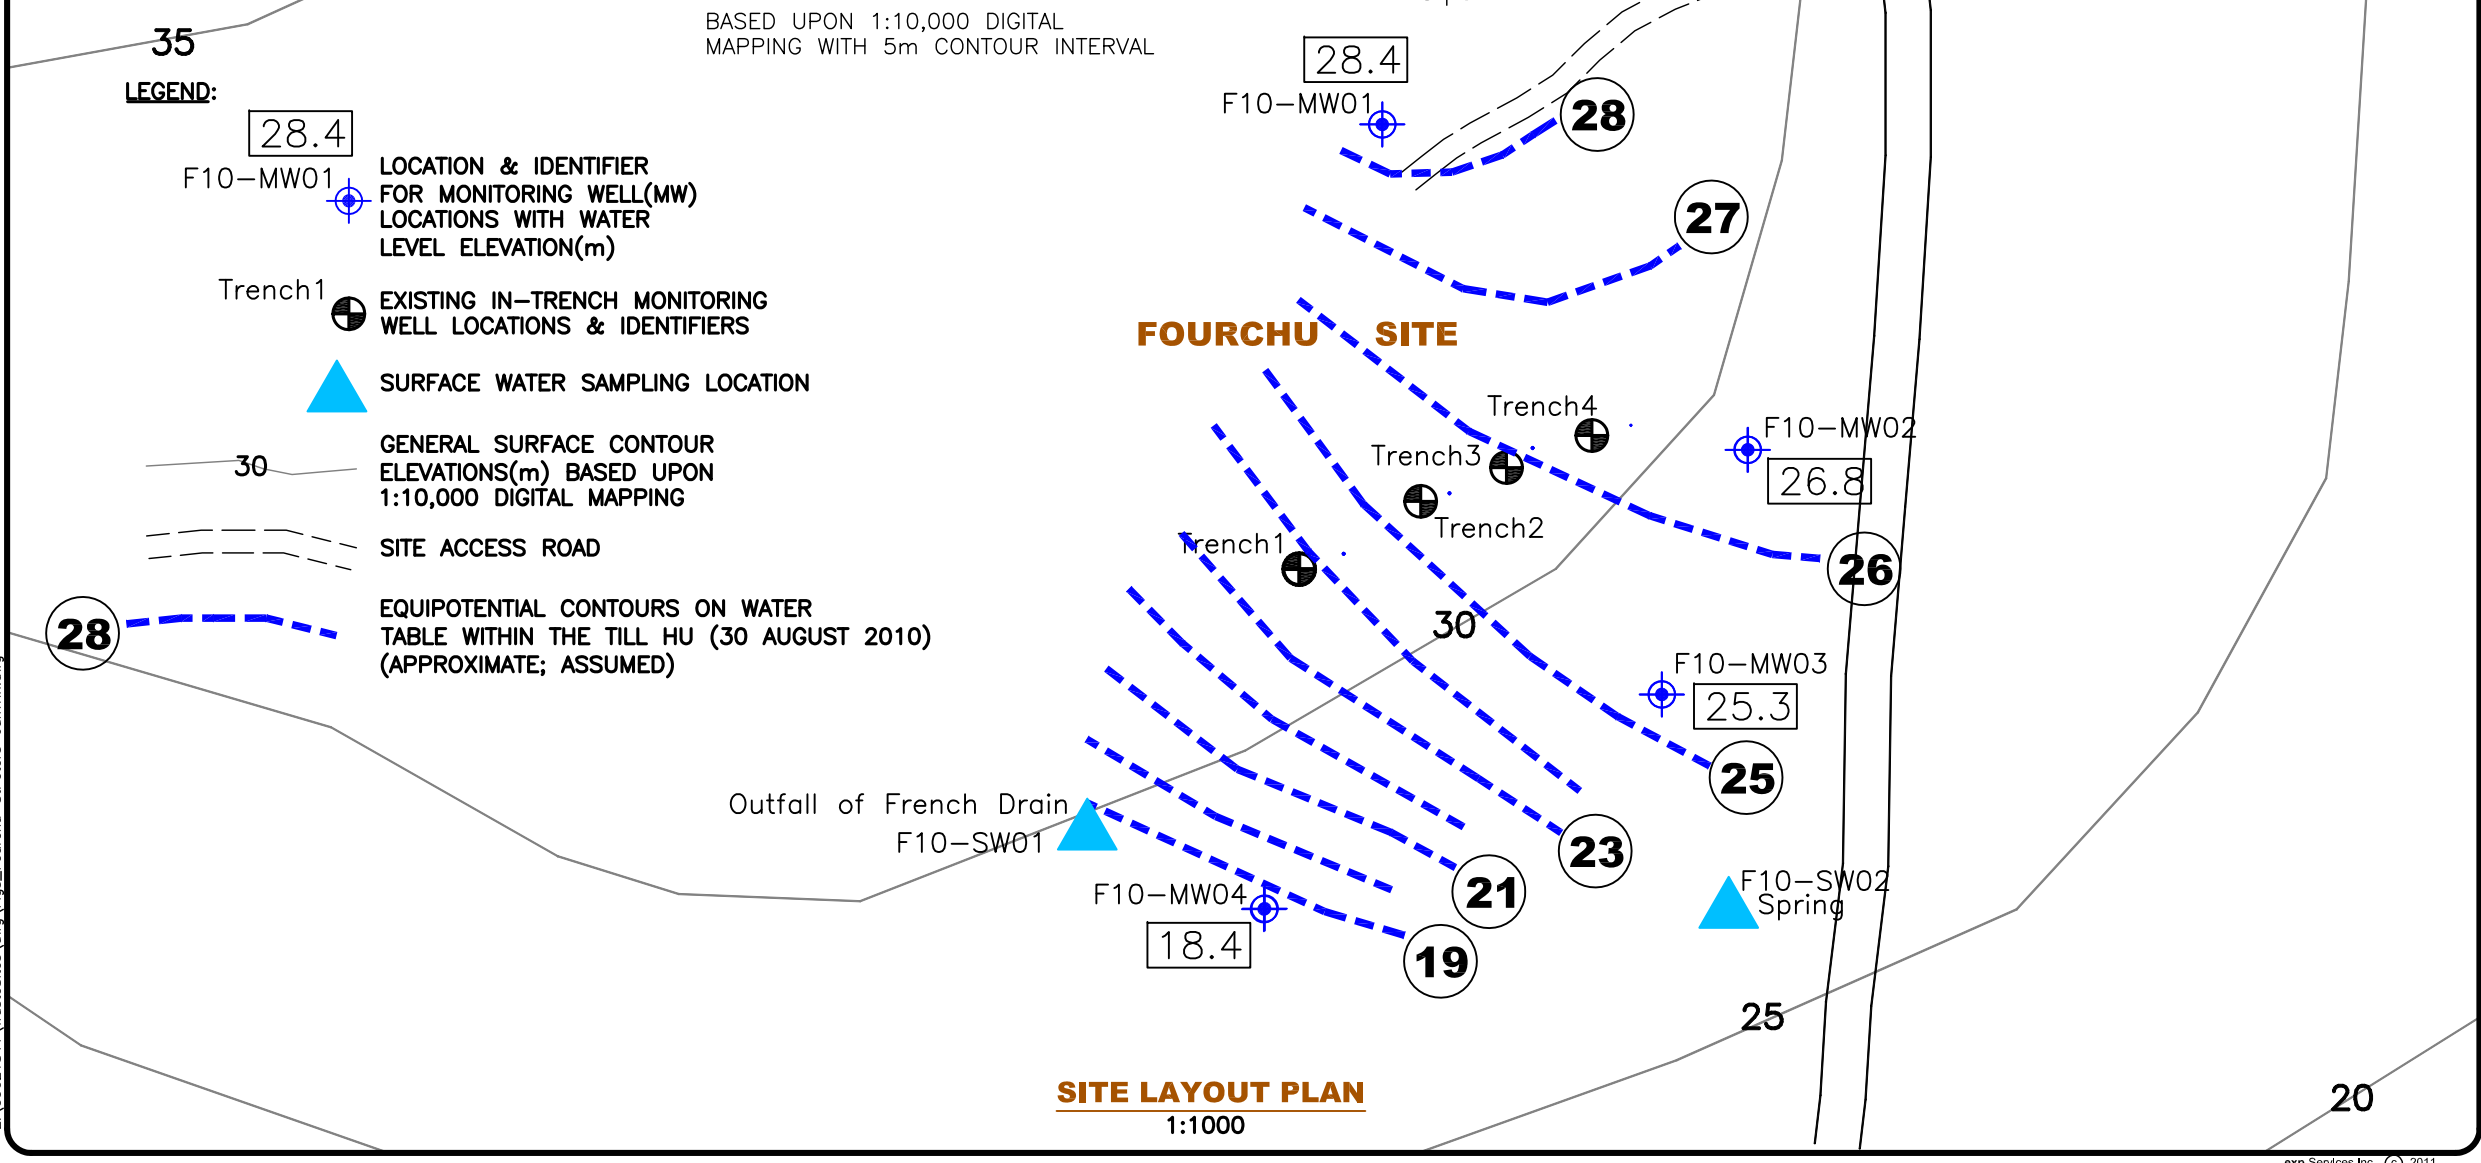 BASED UPON 1:10,000 DIGITAL
MAPPING WITH 5m CONTOUR INTERVAL
35
LEGEND:
28.4
F10-MW01
LOCATION & IDENTIFIER
FOR MONITORING WELL(MW)
LOCATIONS WITH WATER
LEVEL ELEVATION(m)
Trench1
EXISTING IN-TRENCH MONITORING
WELL LOCATIONS & IDENTIFIERS
SURFACE WATER SAMPLING LOCATION
30
GENERAL SURFACE CONTOUR
ELEVATIONS(m) BASED UPON
1:10,000 DIGITAL MAPPING
SITE ACCESS ROAD
28
EQUIPOTENTIAL CONTOURS ON WATER
TABLE WITHIN THE TILL HU (30 AUGUST 2010)
(APPROXIMATE; ASSUMED)
28.4
F10-MW01
28
27
FOURCHU SITE
Trench4
F10-MW02
26.8
Trench3
Trench2
Trench1
26
30
F10-MW03
25.3
25
Outfall of French Drain
F10-SW01
23
F10-MW04
18.4
21
F10-SW02
Spring
19
25
20
SITE LAYOUT PLAN
1:1000
exp Services Inc. (c) 2011